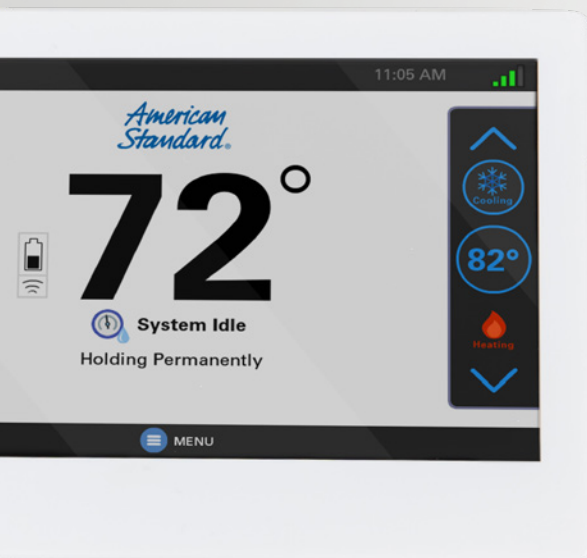 11:05 AM
American
Standard.
72°
Cooling
82°
System Idle
Heating
Holding Permanently
MENU